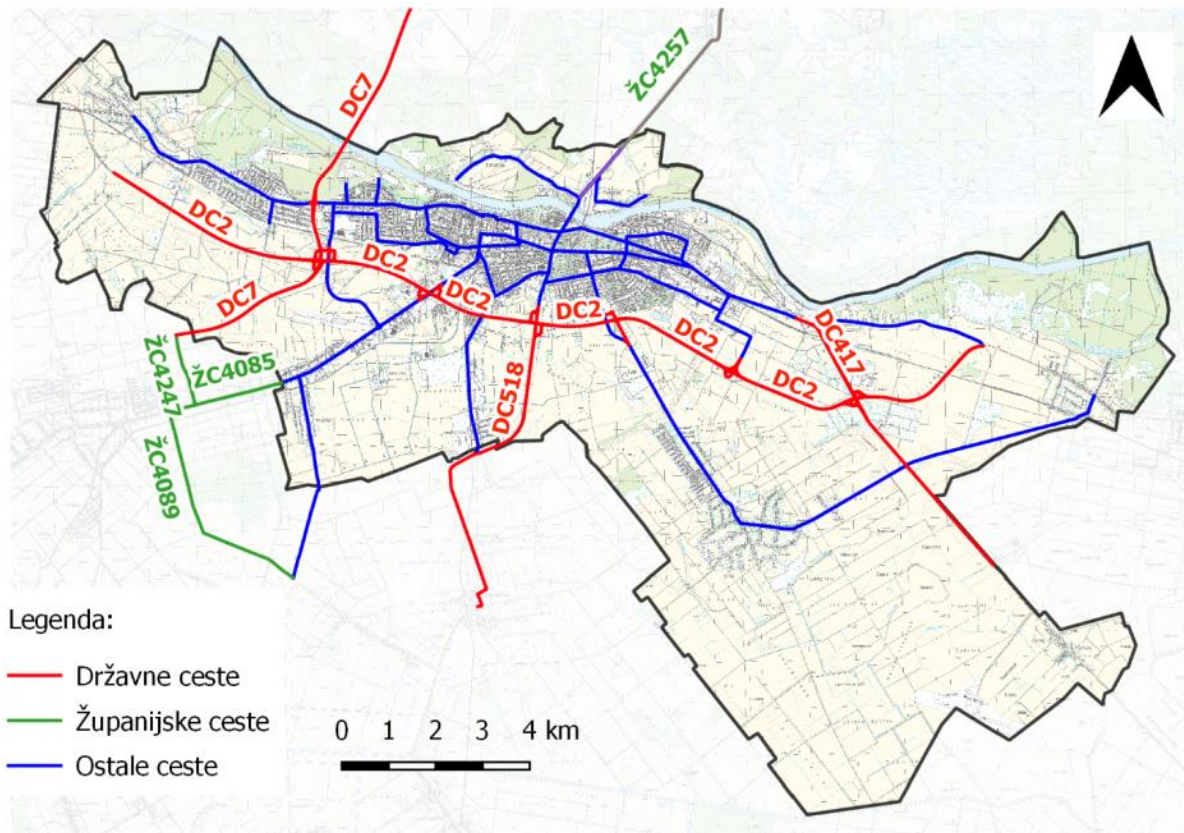 DC7
ŽC4257
DC2
DC2
DC7
DC2
DC2
DC2
DC417
DC2
ŽC4247
ŽC4085
DC518
ŽC4089
Legenda:
Državne ceste
Županijske ceste
Ostale ceste
0 1 2 3 4 km